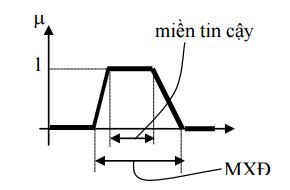 μ
miền tin cậy
1
MXĐ